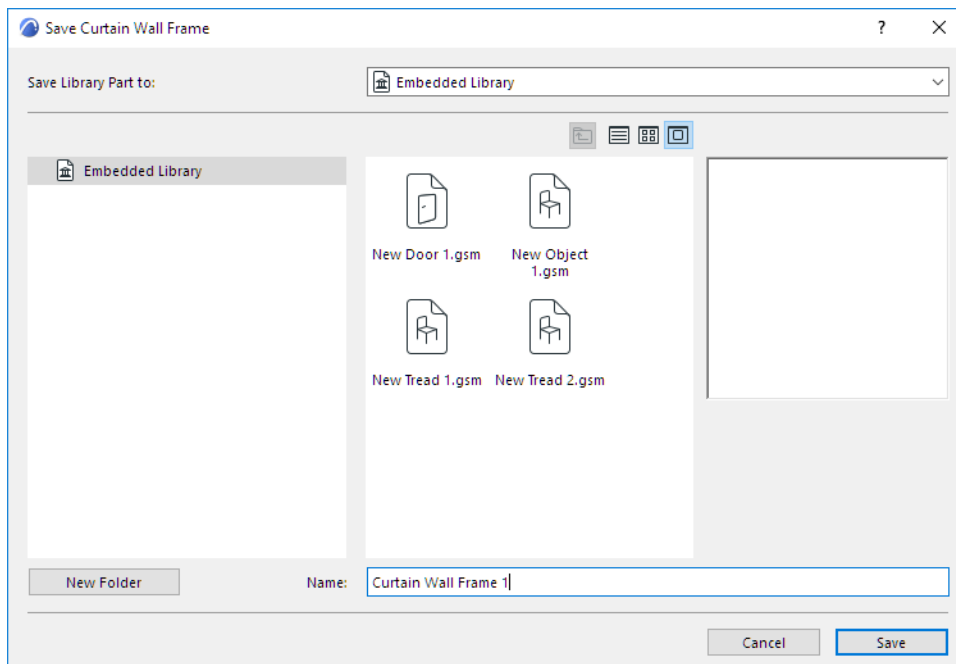 Save Curtain Wall Frame
?
Save Library Part to:
Embedded Library
Embedded Library
New Door 1.gsm
New Object
1.gsm
New Tread 1.gsm
New Tread 2.gsm
New Folder
Name:
Curtain Wall Frame 1
Cancel
Save